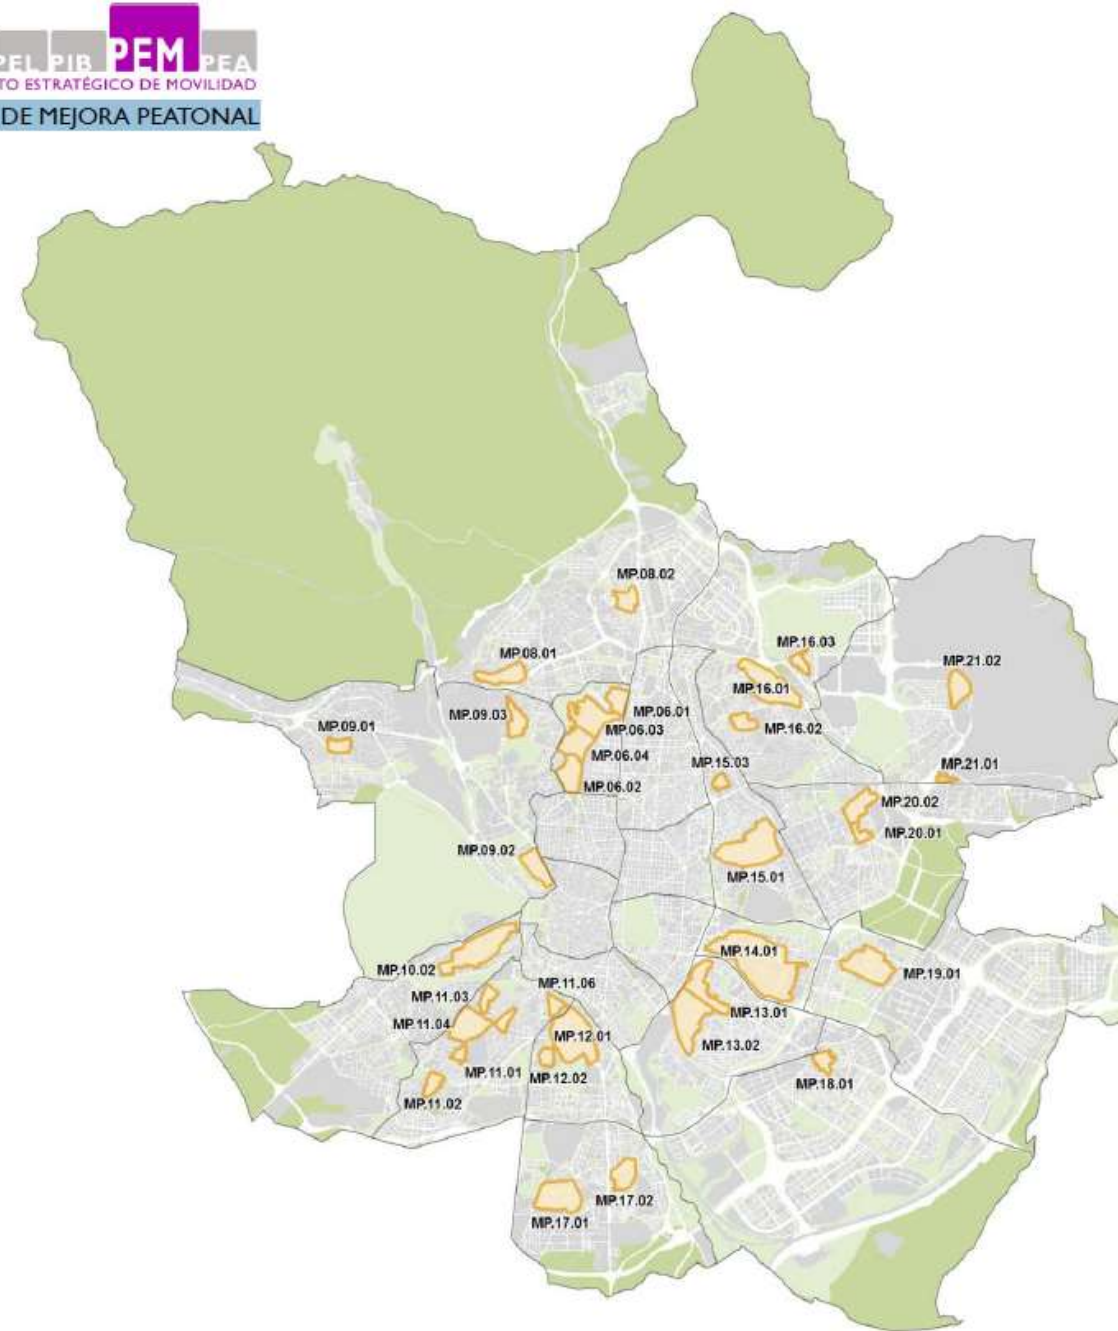 PEL PIB PEM PEA
TO ESTRATÉGICO DE MOVILIDAD
DE MEJORA PEATONAL
MP.08.02
MP.16.03
MP.08.01
MP.21.02
MP.16.01
MP.09.03
MP.06.01
MP.09.01
MP.06.03
MP.16.02
MP.06.04
MP.15.03
MP.21.01
MP.06.02
MP.20.02
MP.20.01
MP.09.02
MP.15.01
MP.14.01
MP.10.02
MP.19.01
MP.11.06
MP.11.03
MP.13.01
MP.11.04
MP.12.01
MP.13.02
MP.11.01
MP.12.02
MP.18.01
MP.11.02
MP.17.02
MP.17.01